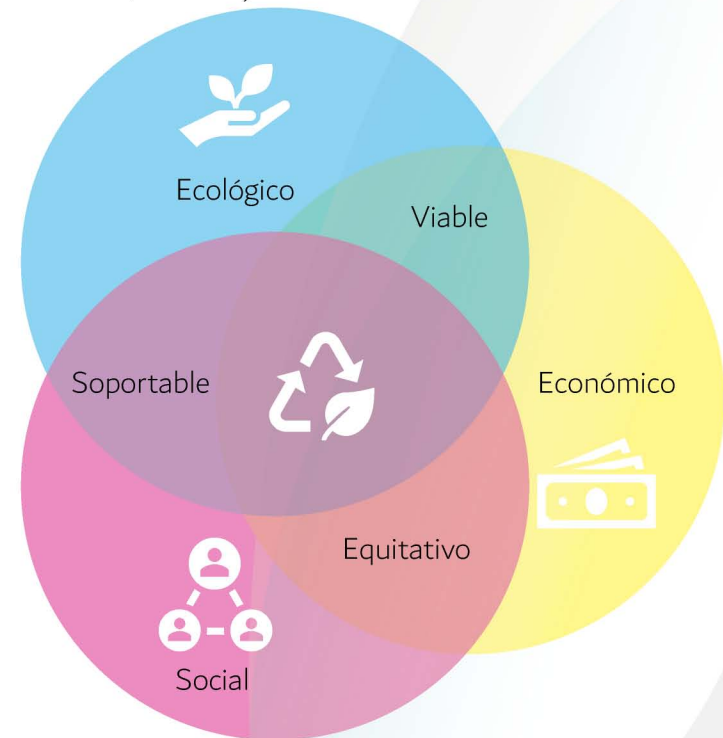 Ecológico
Viable
Soportable
Económico
Equitativo
Social